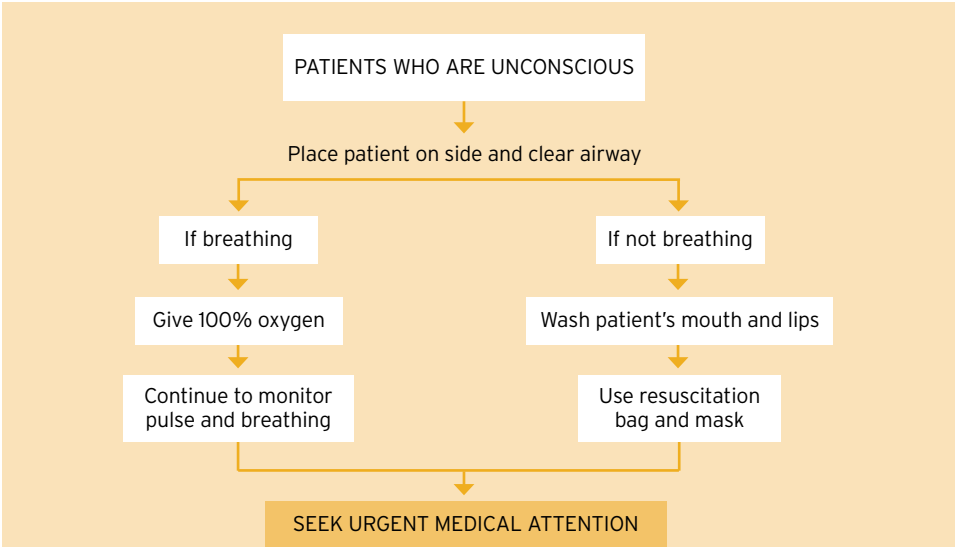 PATIENTS WHO ARE UNCONSCIOUS
Place patient on side and clear airway
If breathing
If not breathing
Give 100% oxygen
Wash patient’s mouth and lips
Continue to monitor
pulse and breathing
Use resuscitation
bag and mask
SEEK URGENT MEDICAL ATTENTION